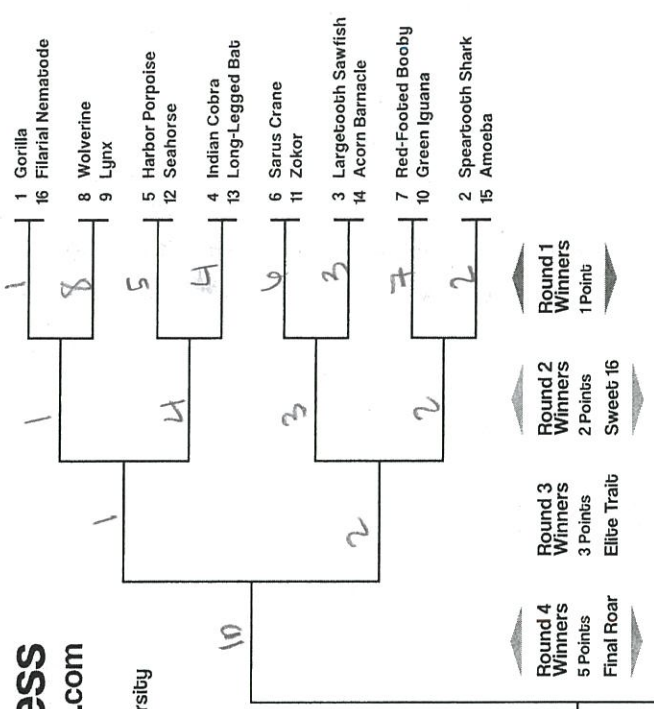 ess
.com
rsity
1 Gorilla
16 Filarial Nematode
8 Wolverine
9 Lynx
5 Harbor Porpoise
12 Seahorse
4 Indian Cobra
13 Long-Legged Bat
6 Sarus Crane
11 Zokor
3 Largetooth Sawfish
14 Acorn Barnacle
7 Red-Footed Booby
10 Green Iguana
2 Speartooth Shark
15 Amoeba
1
8
5
4
6
3
7
2
1
4
3
2
1
2
10
Round 1
Winners
1 Point
Round 2
Winners
2 Points
Sweet 16
Round 3
Winners
3 Points
Elite Trait
Round 4
Winners
5 Points
Final Roar